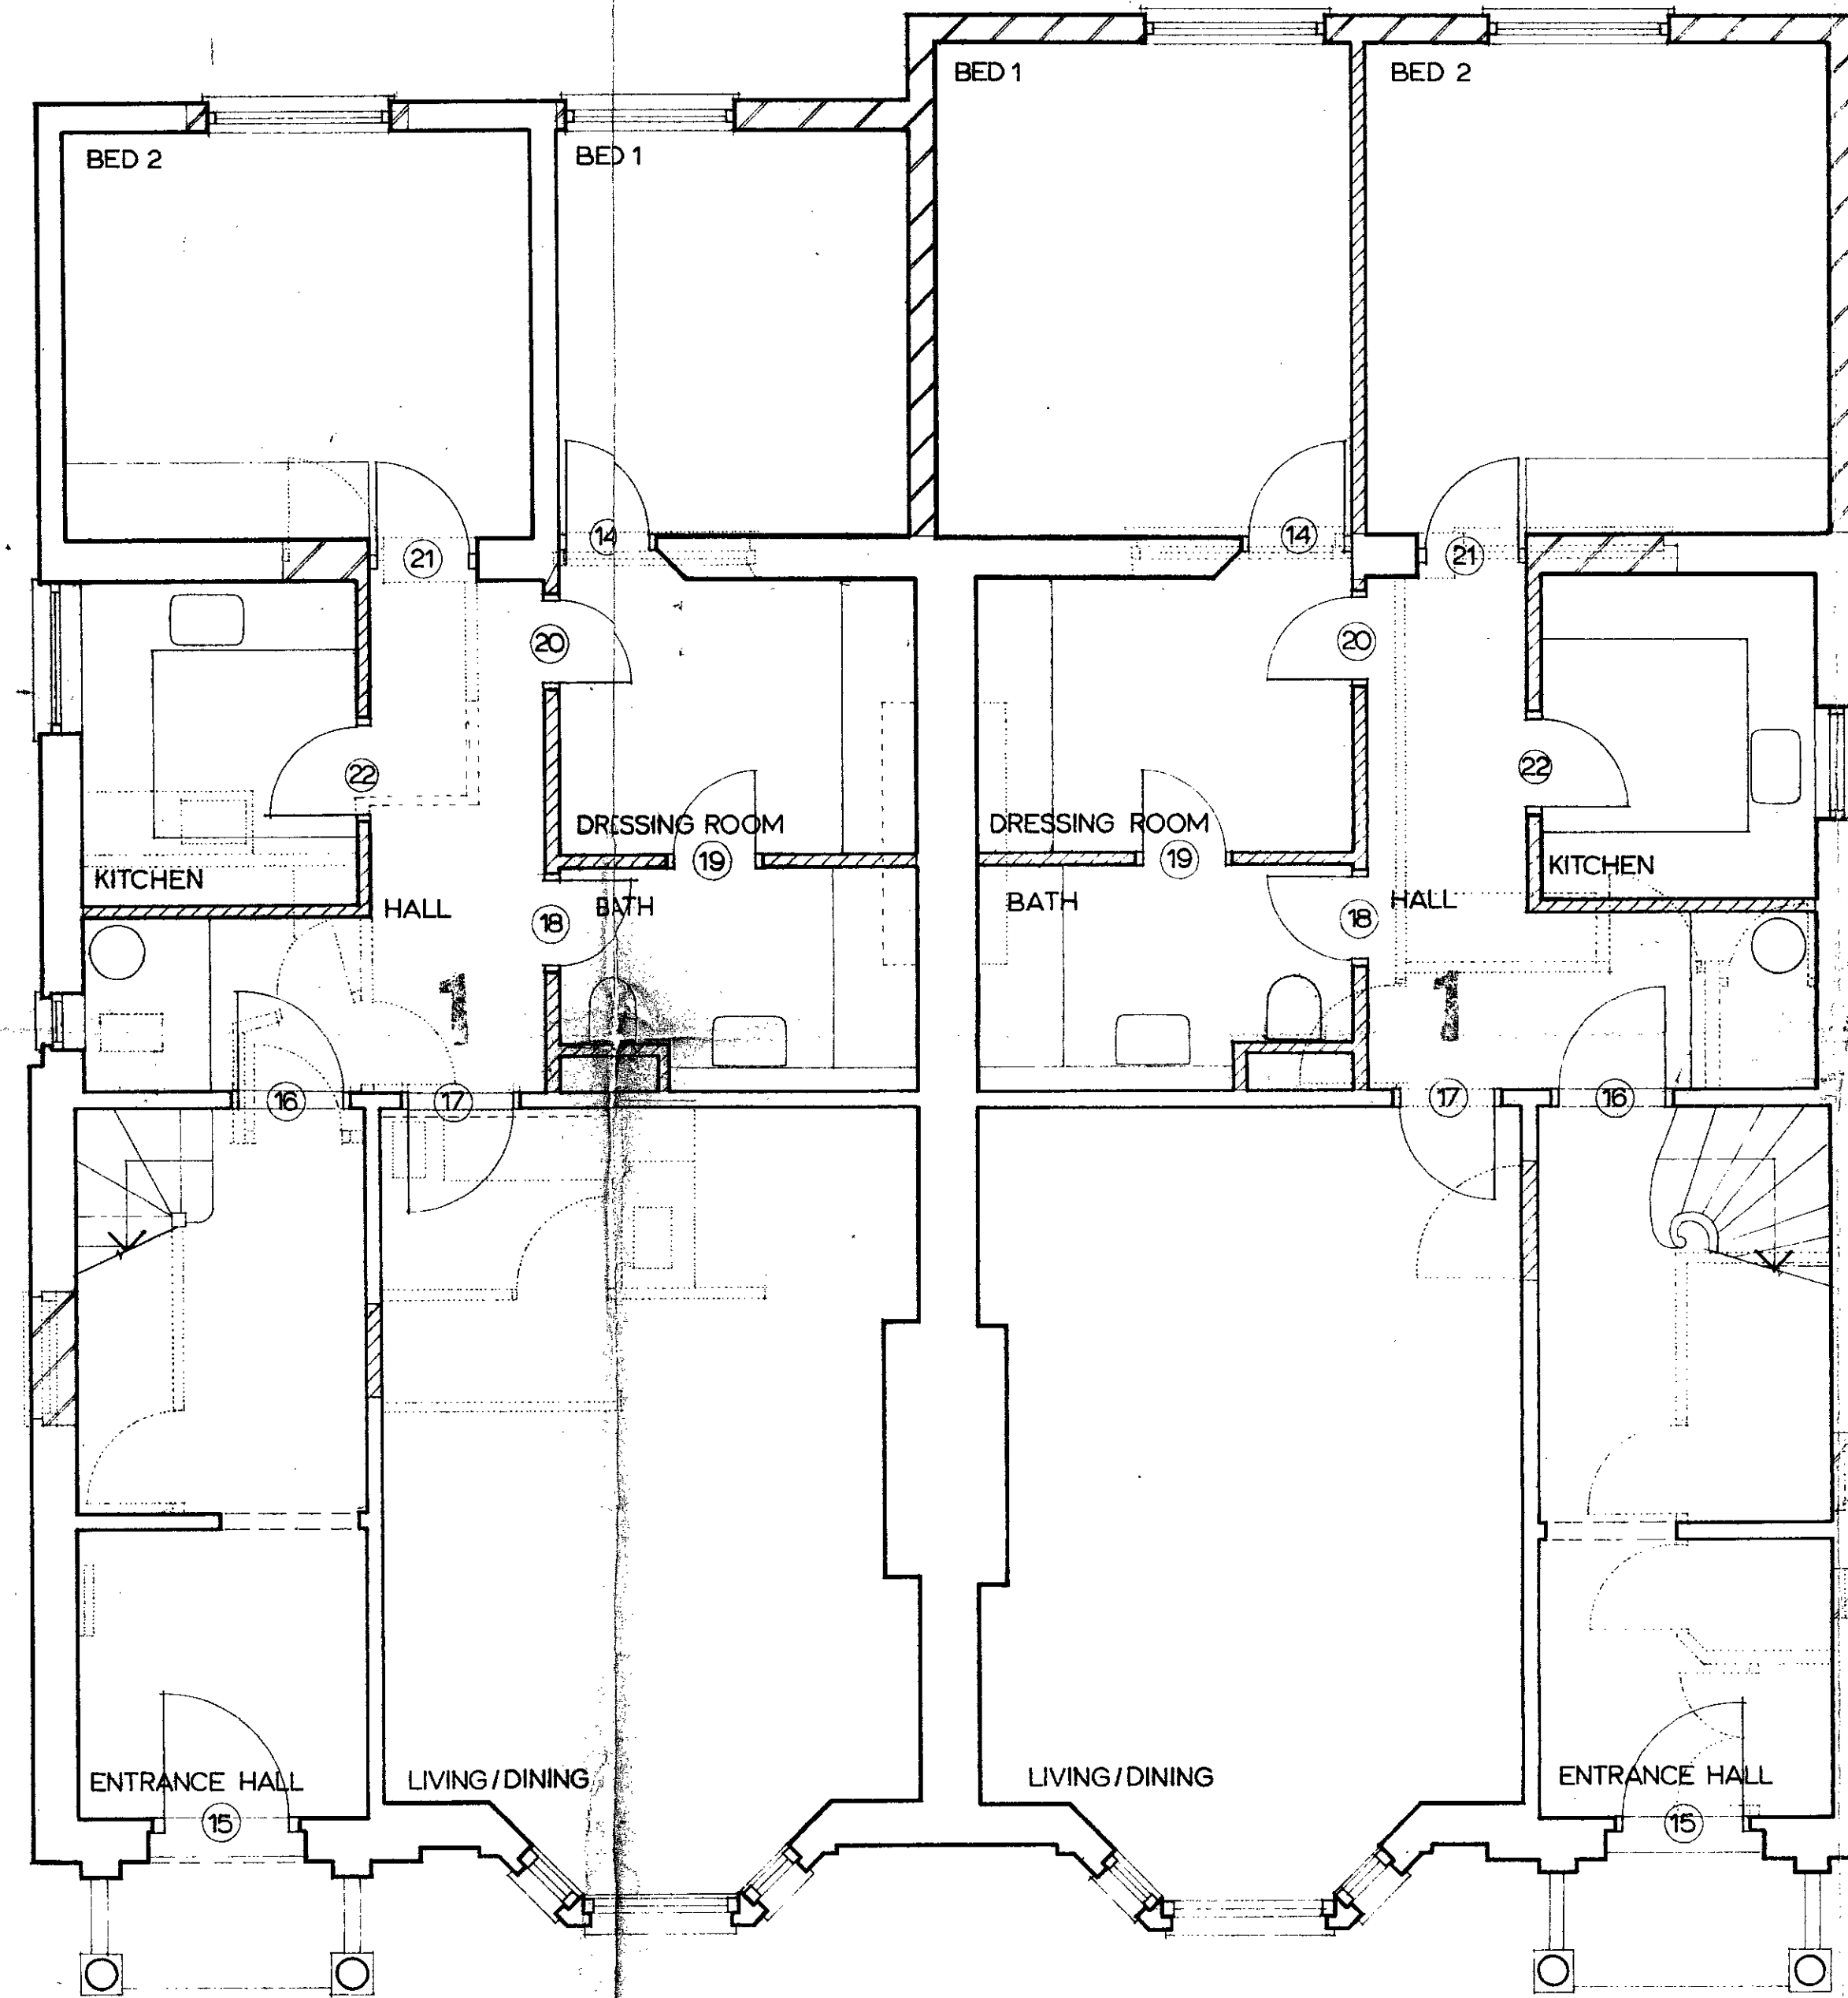 BED 1
BED 2
BED 2
BED 1
14
14
21
21
20
20
22
22
DRESSING ROOM
DRESSING ROOM
19
19
KITCHEN
KITCHEN
HALL
BATH
BATH
HALL
18
18
1
1
16
17
17
16
ENTRANCE HALL
LIVING/DINING
LIVING/DINING
ENTRANCE HALL
15
15